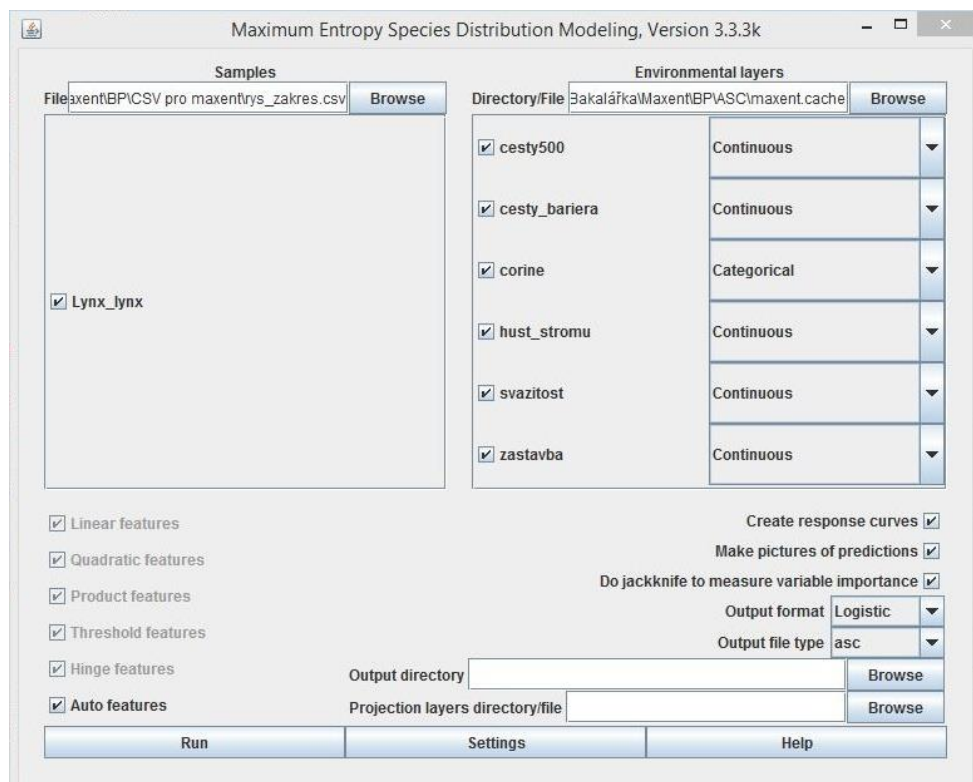 Maximum Entropy Species Distribution Modeling, Version 3.3.3k
Samples
File axent\BP\CSV pro maxent\rys_zakres.csv Browse
Lynx_lynx
Environmental layers
Directory/File Bakalářka\Maxent\BP\ASC\maxent.cache Browse
cesty500 Continuous
cesty_bariera Continuous
corine Categorical
hust_stromu Continuous
svazitost Continuous
zastavba Continuous
Linear features
Quadratic features
Product features
Threshold features
Hinge features
Auto features
Create response curves
Make pictures of predictions
Do jackknife to measure variable importance
Output format Logistic
Output file type asc
Output directory Browse
Projection layers directory/file Browse
Run Settings Help